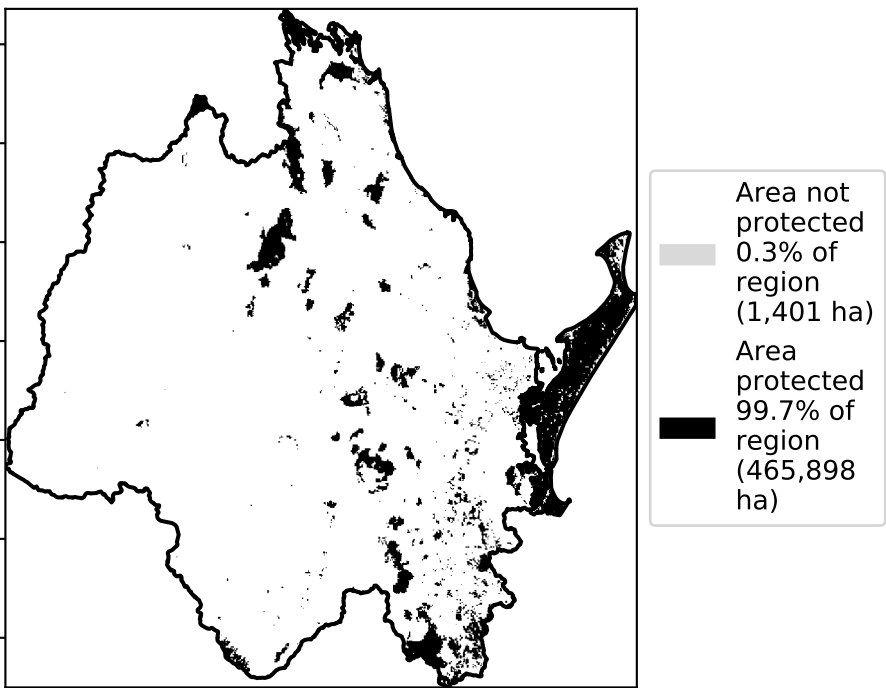 Area not
protected
0.3% of
region
(1,401 ha)
Area
protected
99.7% of
region
(465,898
ha)